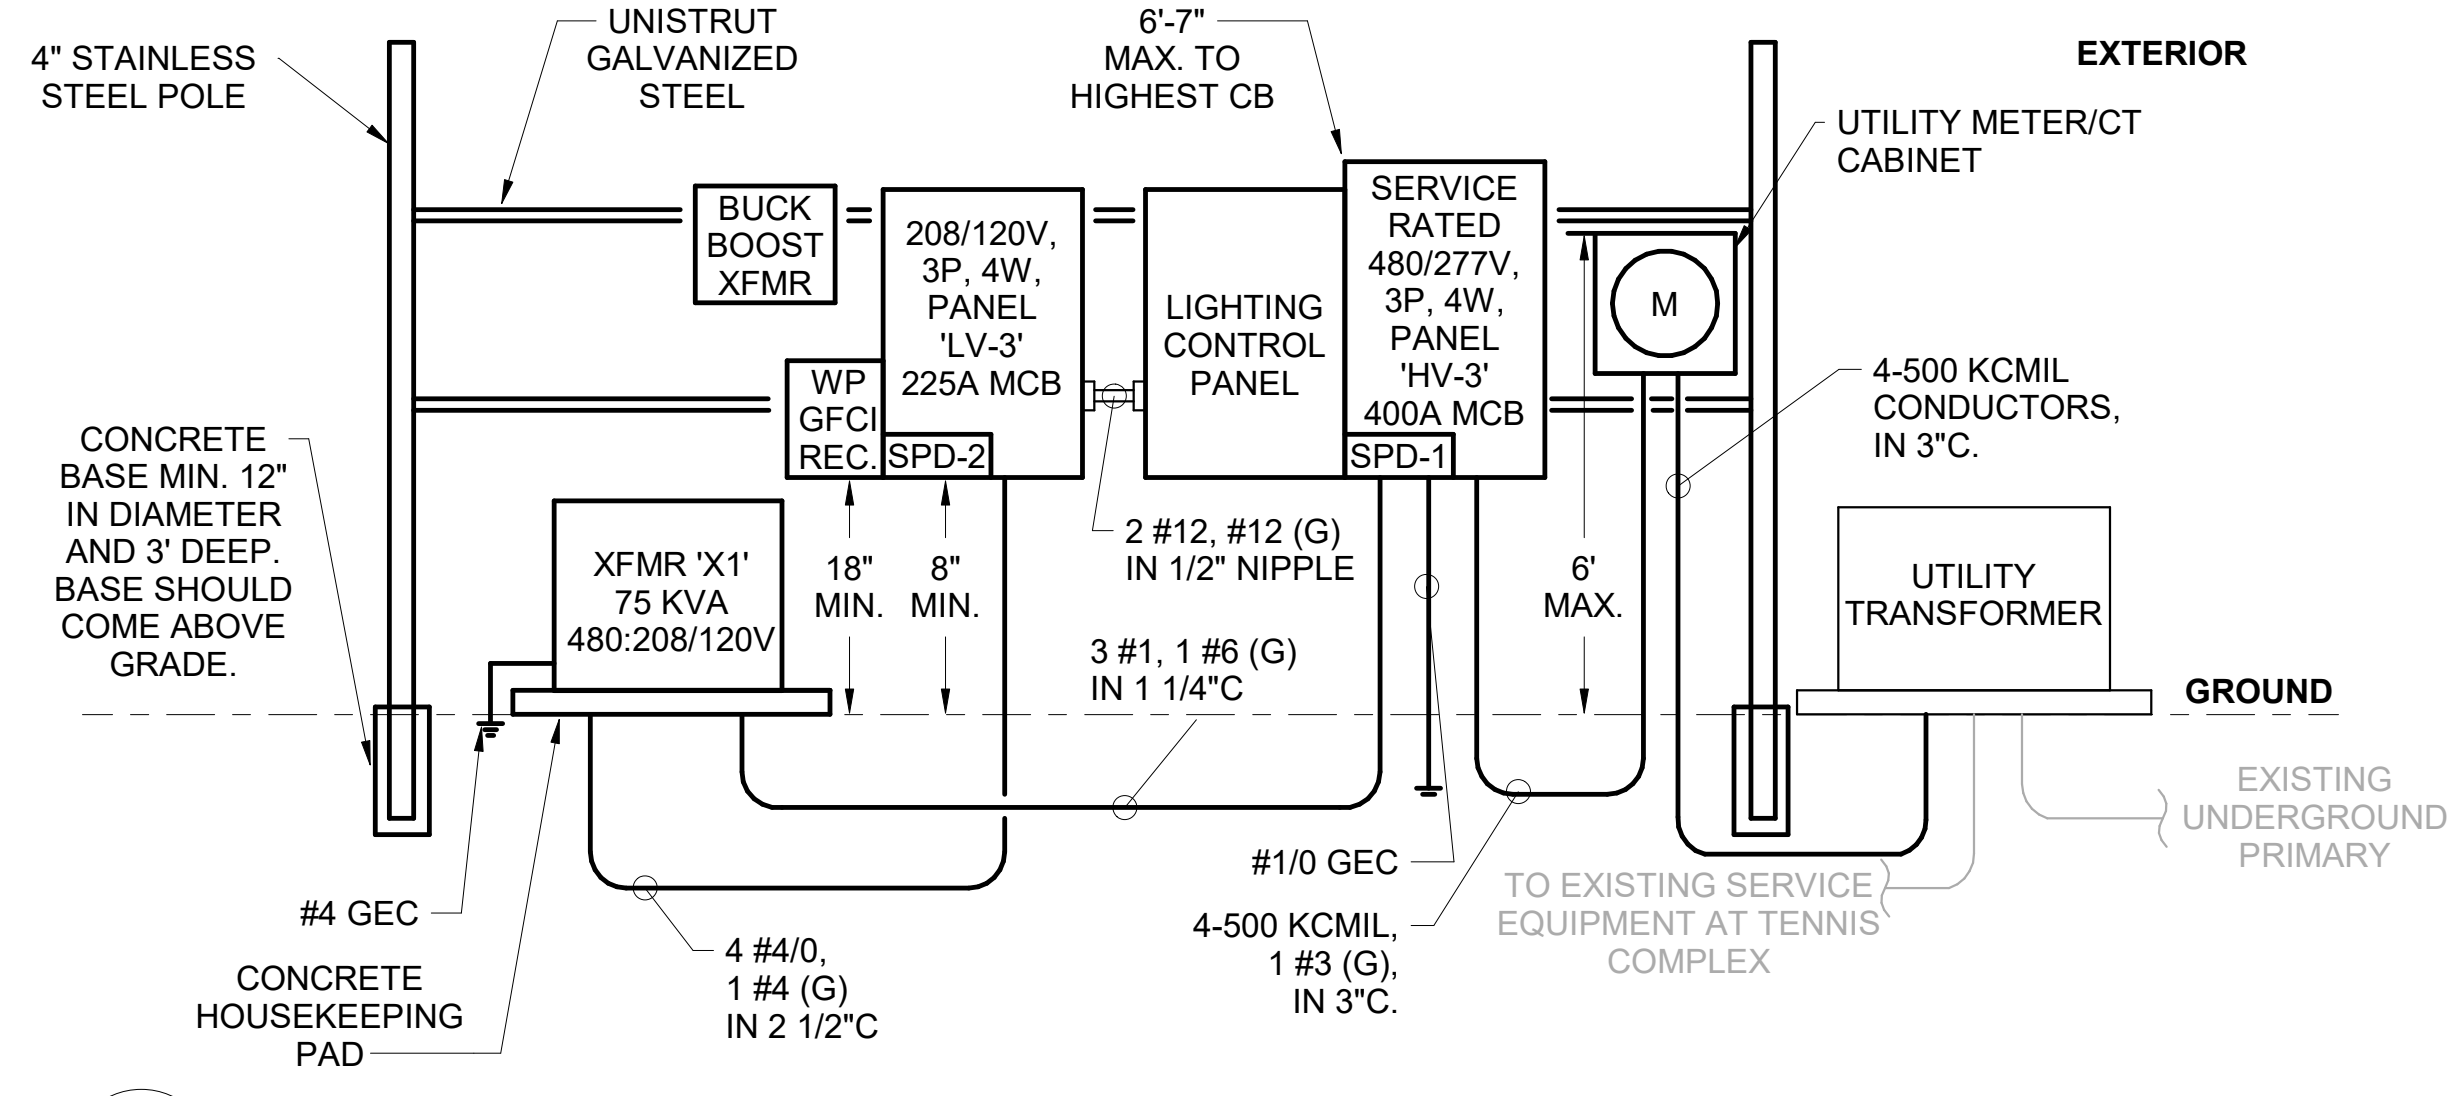 4" STAINLESS
STEEL POLE
UNISTRUT
GALVANIZED
STEEL
6'-7"
MAX. TO
HIGHEST CB
EXTERIOR
UTILITY METER/CT
CABINET
BUCK
BOOST
XFMR
208/120V,
3P, 4W,
PANEL
'LV-3'
225A MCB
LIGHTING
CONTROL
PANEL
SERVICE
RATED
480/277V,
3P, 4W,
PANEL
'HV-3'
400A MCB
M
WP
GFCI
REC.
SPD-2
SPD-1
4-500 KCMIL
CONDUCTORS,
IN 3"C.
CONCRETE
BASE MIN. 12"
IN DIAMETER
AND 3' DEEP.
BASE SHOULD
COME ABOVE
GRADE.
XFMR 'X1'
75 KVA
480:208/120V
18"
MIN.
8"
MIN.
2 #12, #12 (G)
IN 1/2" NIPPLE
6'
MAX.
UTILITY
TRANSFORMER
3 #1, 1 #6 (G)
IN 1 1/4"C
GROUND
EXISTING
UNDERGROUND
PRIMARY
#1/0 GEC
TO EXISTING SERVICE
EQUIPMENT AT TENNIS
COMPLEX
#4 GEC
4 #4/0,
1 #4 (G)
IN 2 1/2"C
4-500 KCMIL,
1 #3 (G),
IN 3"C.
CONCRETE
HOUSEKEEPING
PAD